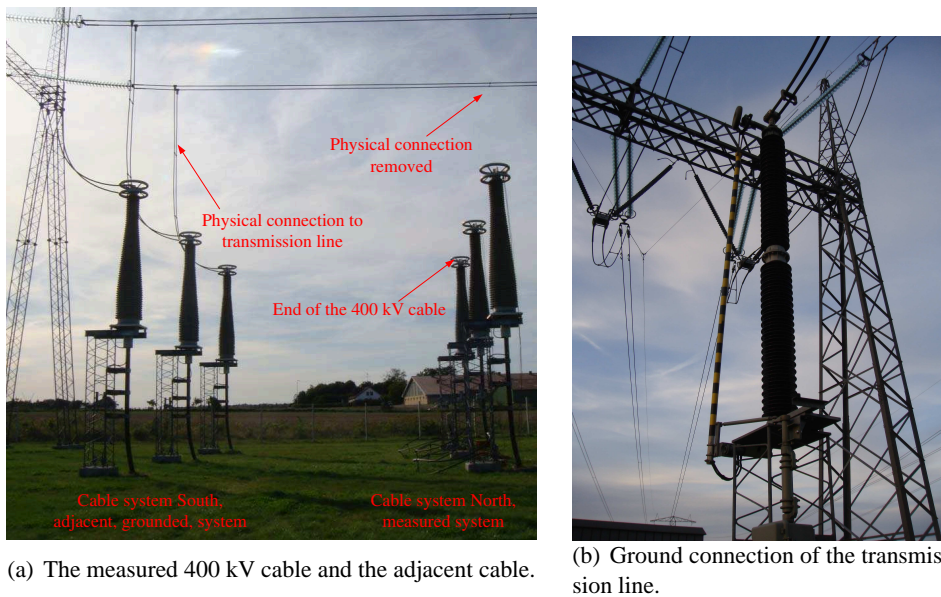 Physical connection
removed
Physical connection to
transmission line
End of the 400 kV cable
Cable system South,
adjacent, grounded, system
Cable system North,
measured system
(a) The measured 400 kV cable and the adjacent cable.
(b) Ground connection of the transmis
sion line.